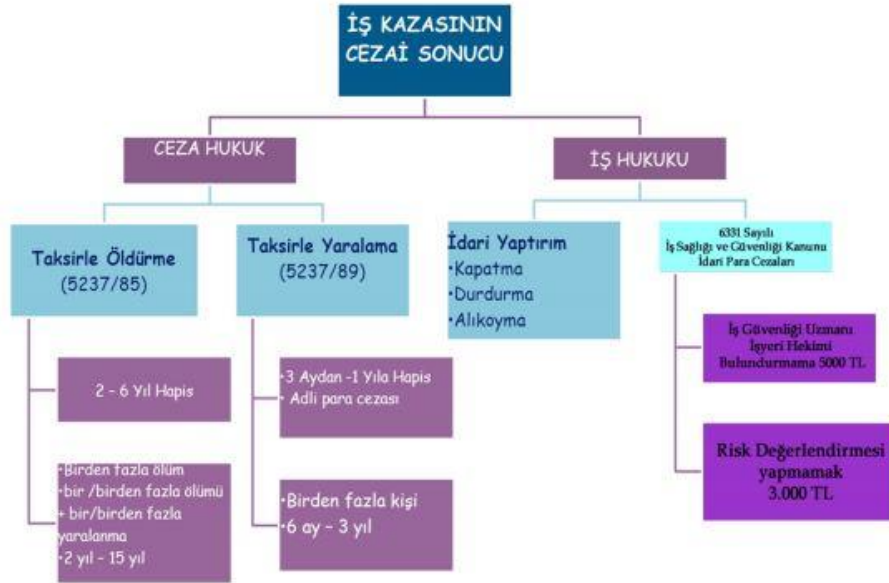 İŞ KAZASININ
CEZAİ SONUCU
CEZA HUKUK
İŞ HUKUKU
Taksirle Öldürme
(5237/85)
Taksirle Yaralama
(5237/89)
İdari Yaptırım
•Kapatma
•Durdurma
•Alıkoyma
6331 Sayılı
İş Sağlığı ve Güvenliği Kanunu
İdari Para Cezaları
2 – 6 Yıl Hapis
•3 Aydan -1 Yıla Hapis
• Adli para cezası
İş Güvenliği Uzmanı
İşyeri Hekimi
Bulundurmama 5000 TL
•Birden fazla ölüm
•bir /birden fazla ölümü
+ bir/birden fazla
yaralanma
•2 yıl – 15 yıl
•Birden fazla kişi
•6 ay – 3 yıl
Risk Değerlendirmesi
yapmamak
3.000 TL